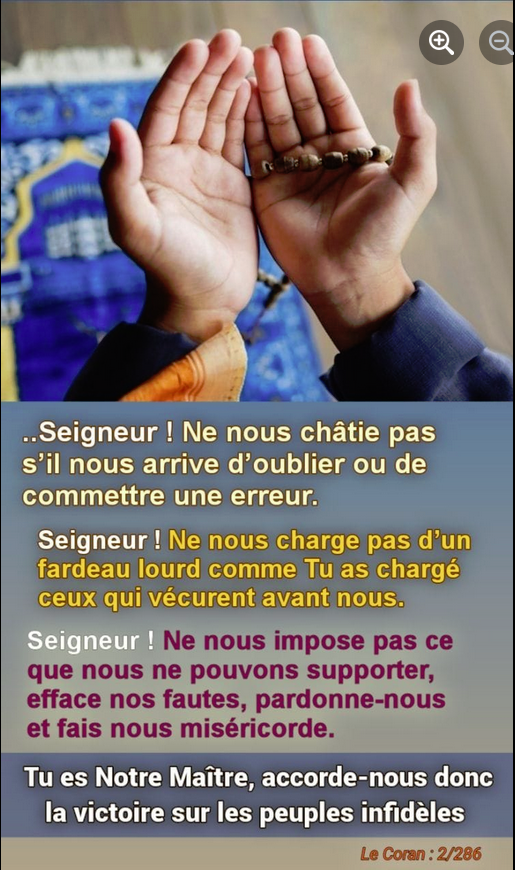 ..Seigneur ! Ne nous châtie pas
s'il nous arrive d'oublier ou de
commettre une erreur.
Seigneur ! Ne nous charge pas d'un
fardeau lourd comme Tu as chargé
ceux qui vécurent avant nous.
Seigneur ! Ne nous impose pas ce
que nous ne pouvons supporter,
efface nos fautes, pardonne-nous
et fais nous miséricorde.
Tu es Notre Maître, accorde-nous donc
la victoire sur les peuples infidèles
Le Coran : 2/286